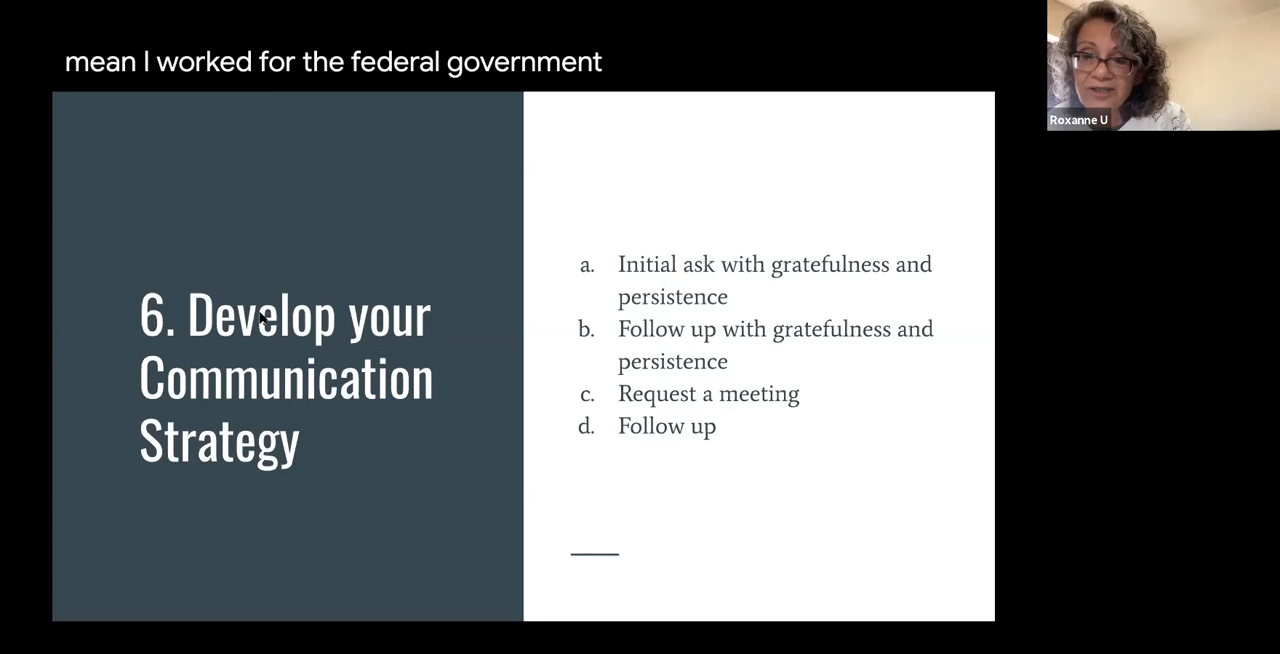 mean I worked for the federal government
Roxanne U
6. Develop your
Communication
Strategy
a. Initial ask with gratefulness and
persistence
b. Follow up with gratefulness and
persistence
c. Request a meeting
d. Follow up